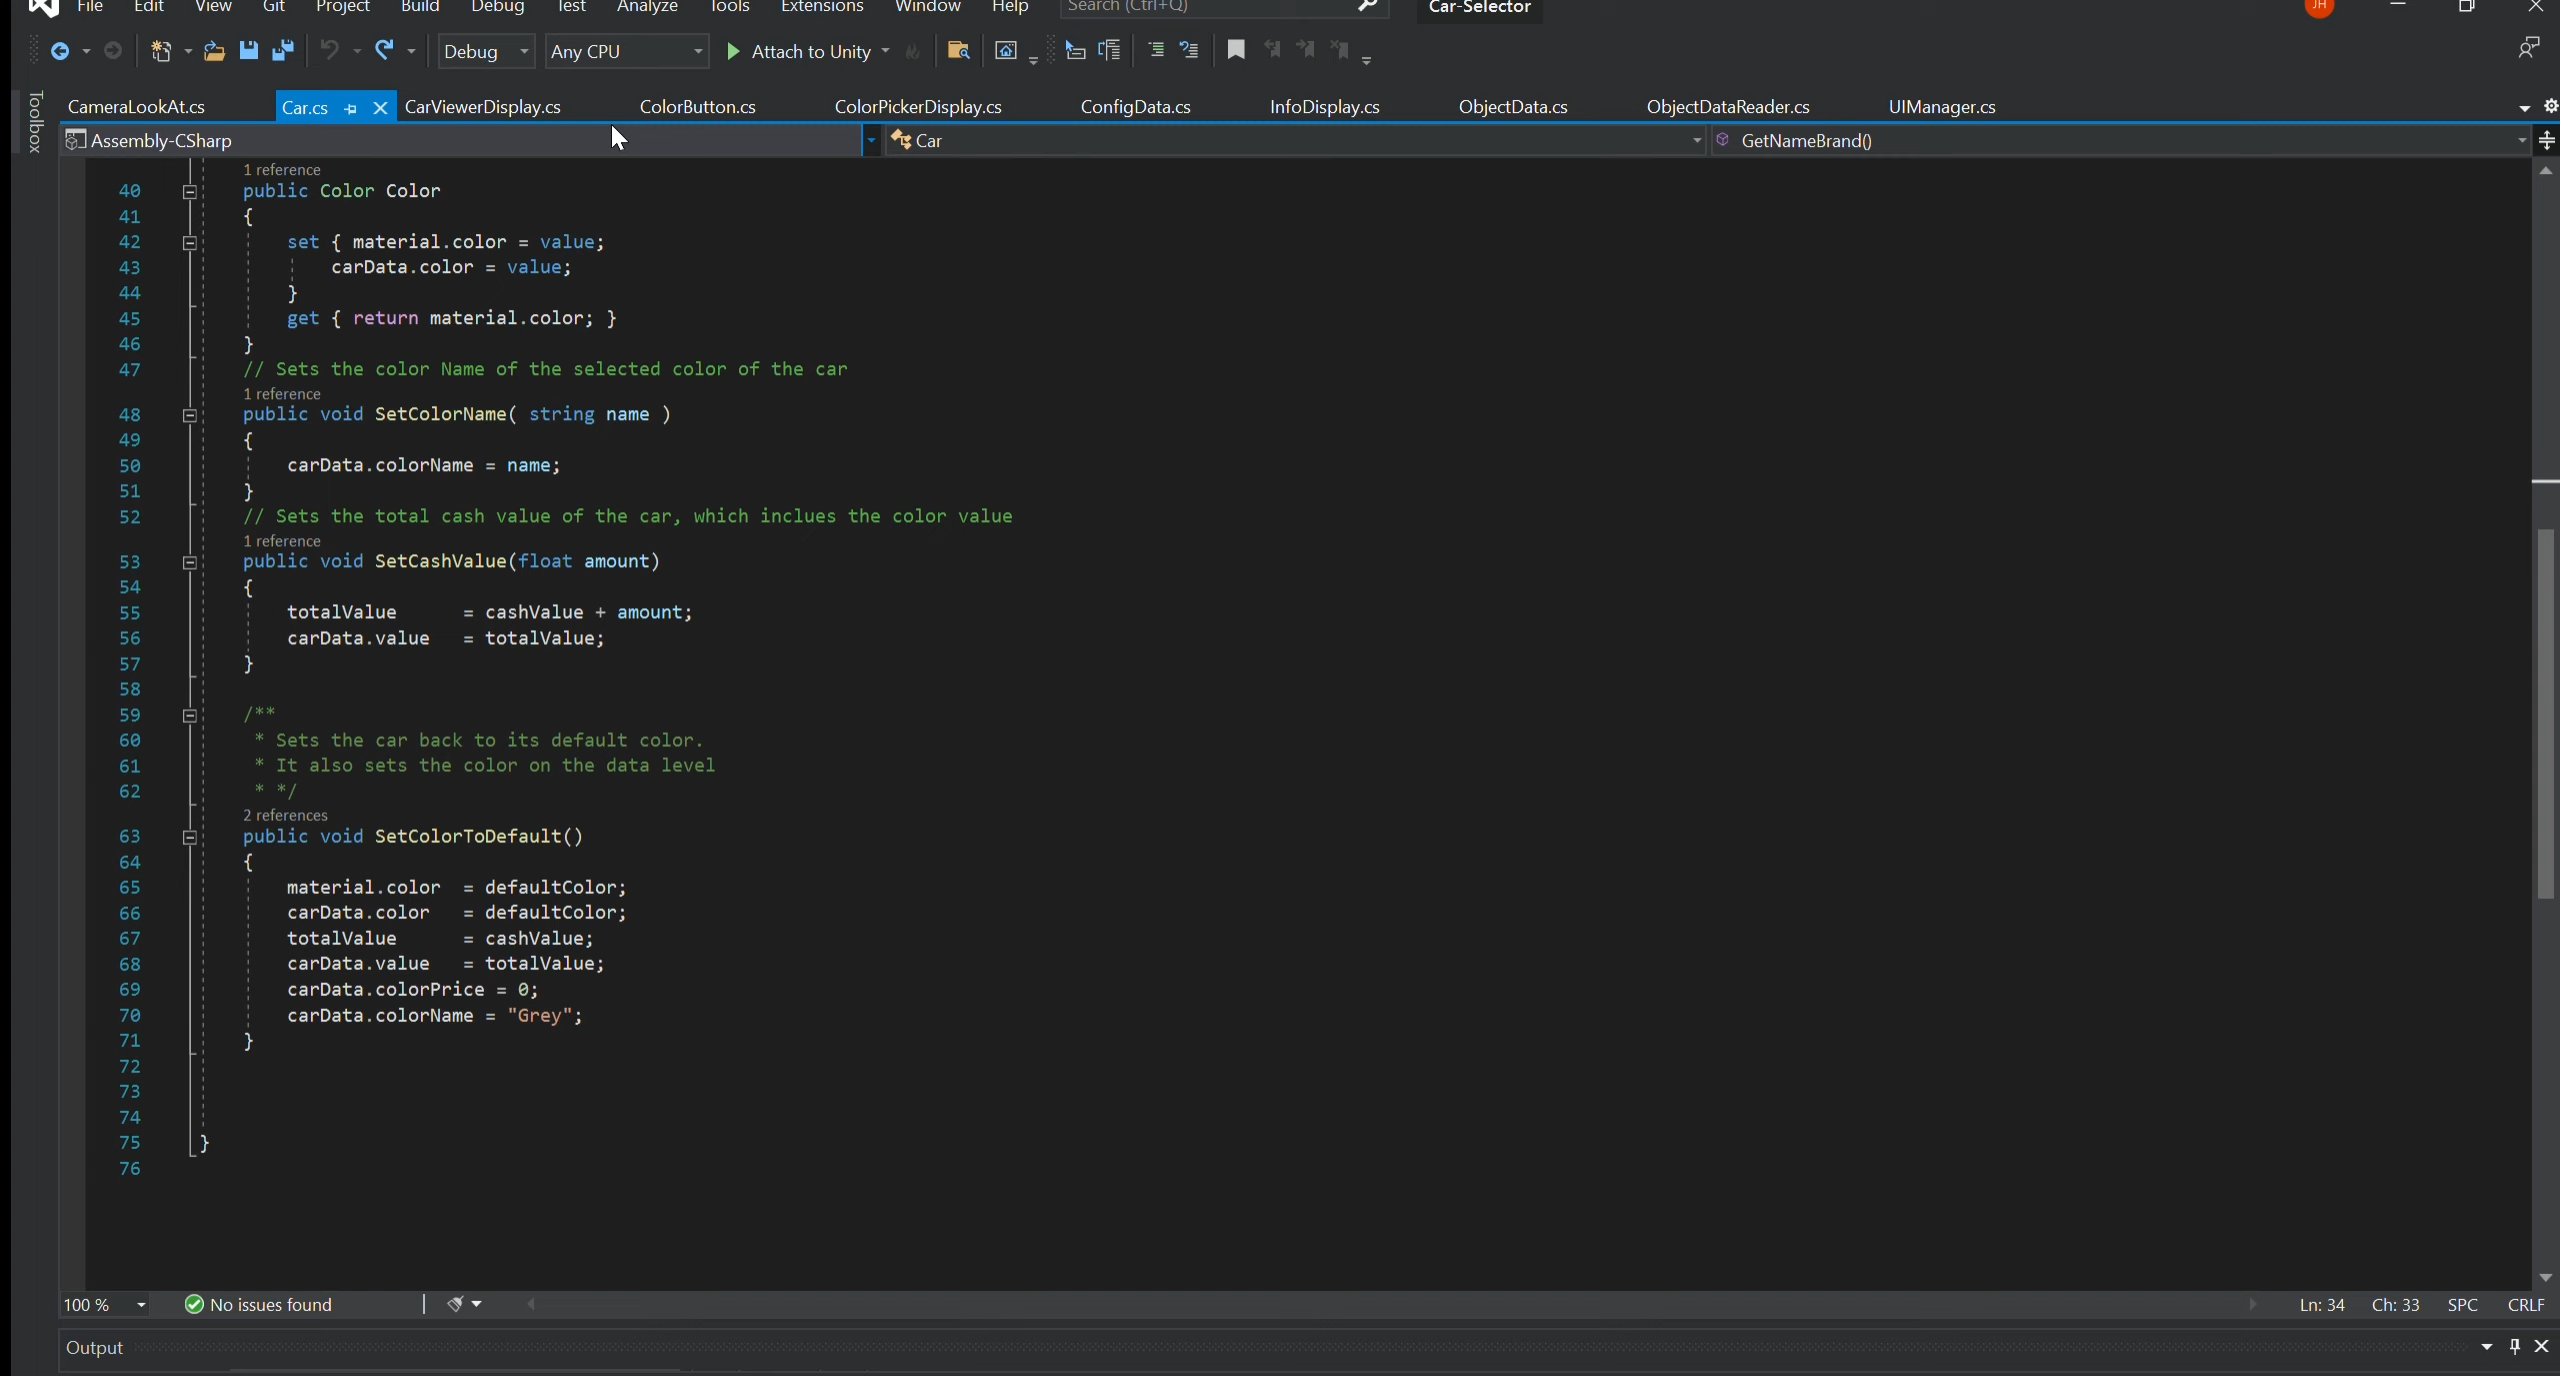 File Edit View Git Project Build Debug Test Analyze Tools Extensions Window Help Search (Ctrl+Q) Car-Selector JH
Debug Any CPU Attach to Unity
Toolbox
CameraLookAt.cs Car.cs CarViewerDisplay.cs ColorButton.cs ColorPickerDisplay.cs ConfigData.cs InfoDisplay.cs ObjectData.cs ObjectDataReader.cs UIManager.cs
Assembly-CSharp Car GetNameBrand()
1 reference
40 public Color Color
41 {
42 set { material.color = value;
43 carData.color = value;
44 }
45 get { return material.color; }
46 }
47 // Sets the color Name of the selected color of the car
1 reference
48 public void SetColorName( string name )
49 {
50 carData.colorName = name;
51 }
52 // Sets the total cash value of the car, which inclues the color value
1 reference
53 public void SetCashValue(float amount)
54 {
55 totalValue = cashValue + amount;
56 carData.value = totalValue;
57 }
58
59 /**
60 * Sets the car back to its default color.
61 * It also sets the color on the data level
62 * */
2 references
63 public void SetColorToDefault()
64 {
65 material.color = defaultColor;
66 carData.color = defaultColor;
67 totalValue = cashValue;
68 carData.value = totalValue;
69 carData.colorPrice = 0;
70 carData.colorName = "Grey";
71 }
72
73
74
75 }
76
100 % No issues found Ln: 34 Ch: 33 SPC CRLF
Output